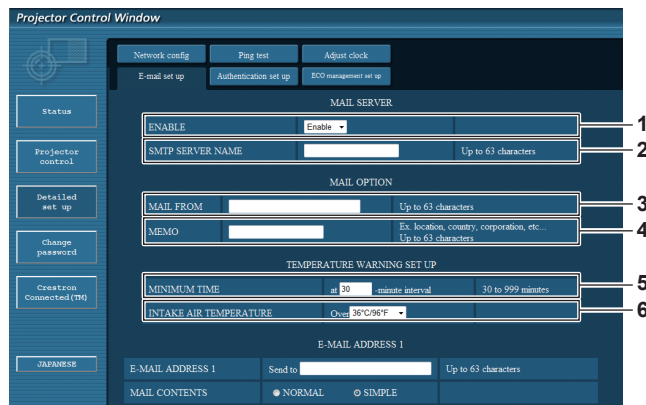 Projector Control Window
Network config Ping test Adjust clock
E-mail set up Authentication set up ECO management set up
Status
Projector control
Detailed set up
Change password
Crestron Connected(TM)
JAPANESE
MAIL SERVER
ENABLE Enable 1
SMTP SERVER NAME Up to 63 characters 2
MAIL OPTION
MAIL FROM Up to 63 characters 3
MEMO Ex. location, country, corporation, etc... Up to 63 characters 4
TEMPERATURE WARNING SET UP
MINIMUM TIME at 30 -minute interval 30 to 999 minutes 5
INTAKE AIR TEMPERATURE Over 36°C/96°F 6
E-MAIL ADDRESS 1
E-MAIL ADDRESS 1 Send to Up to 63 characters
MAIL CONTENTS NORMAL SIMPLE